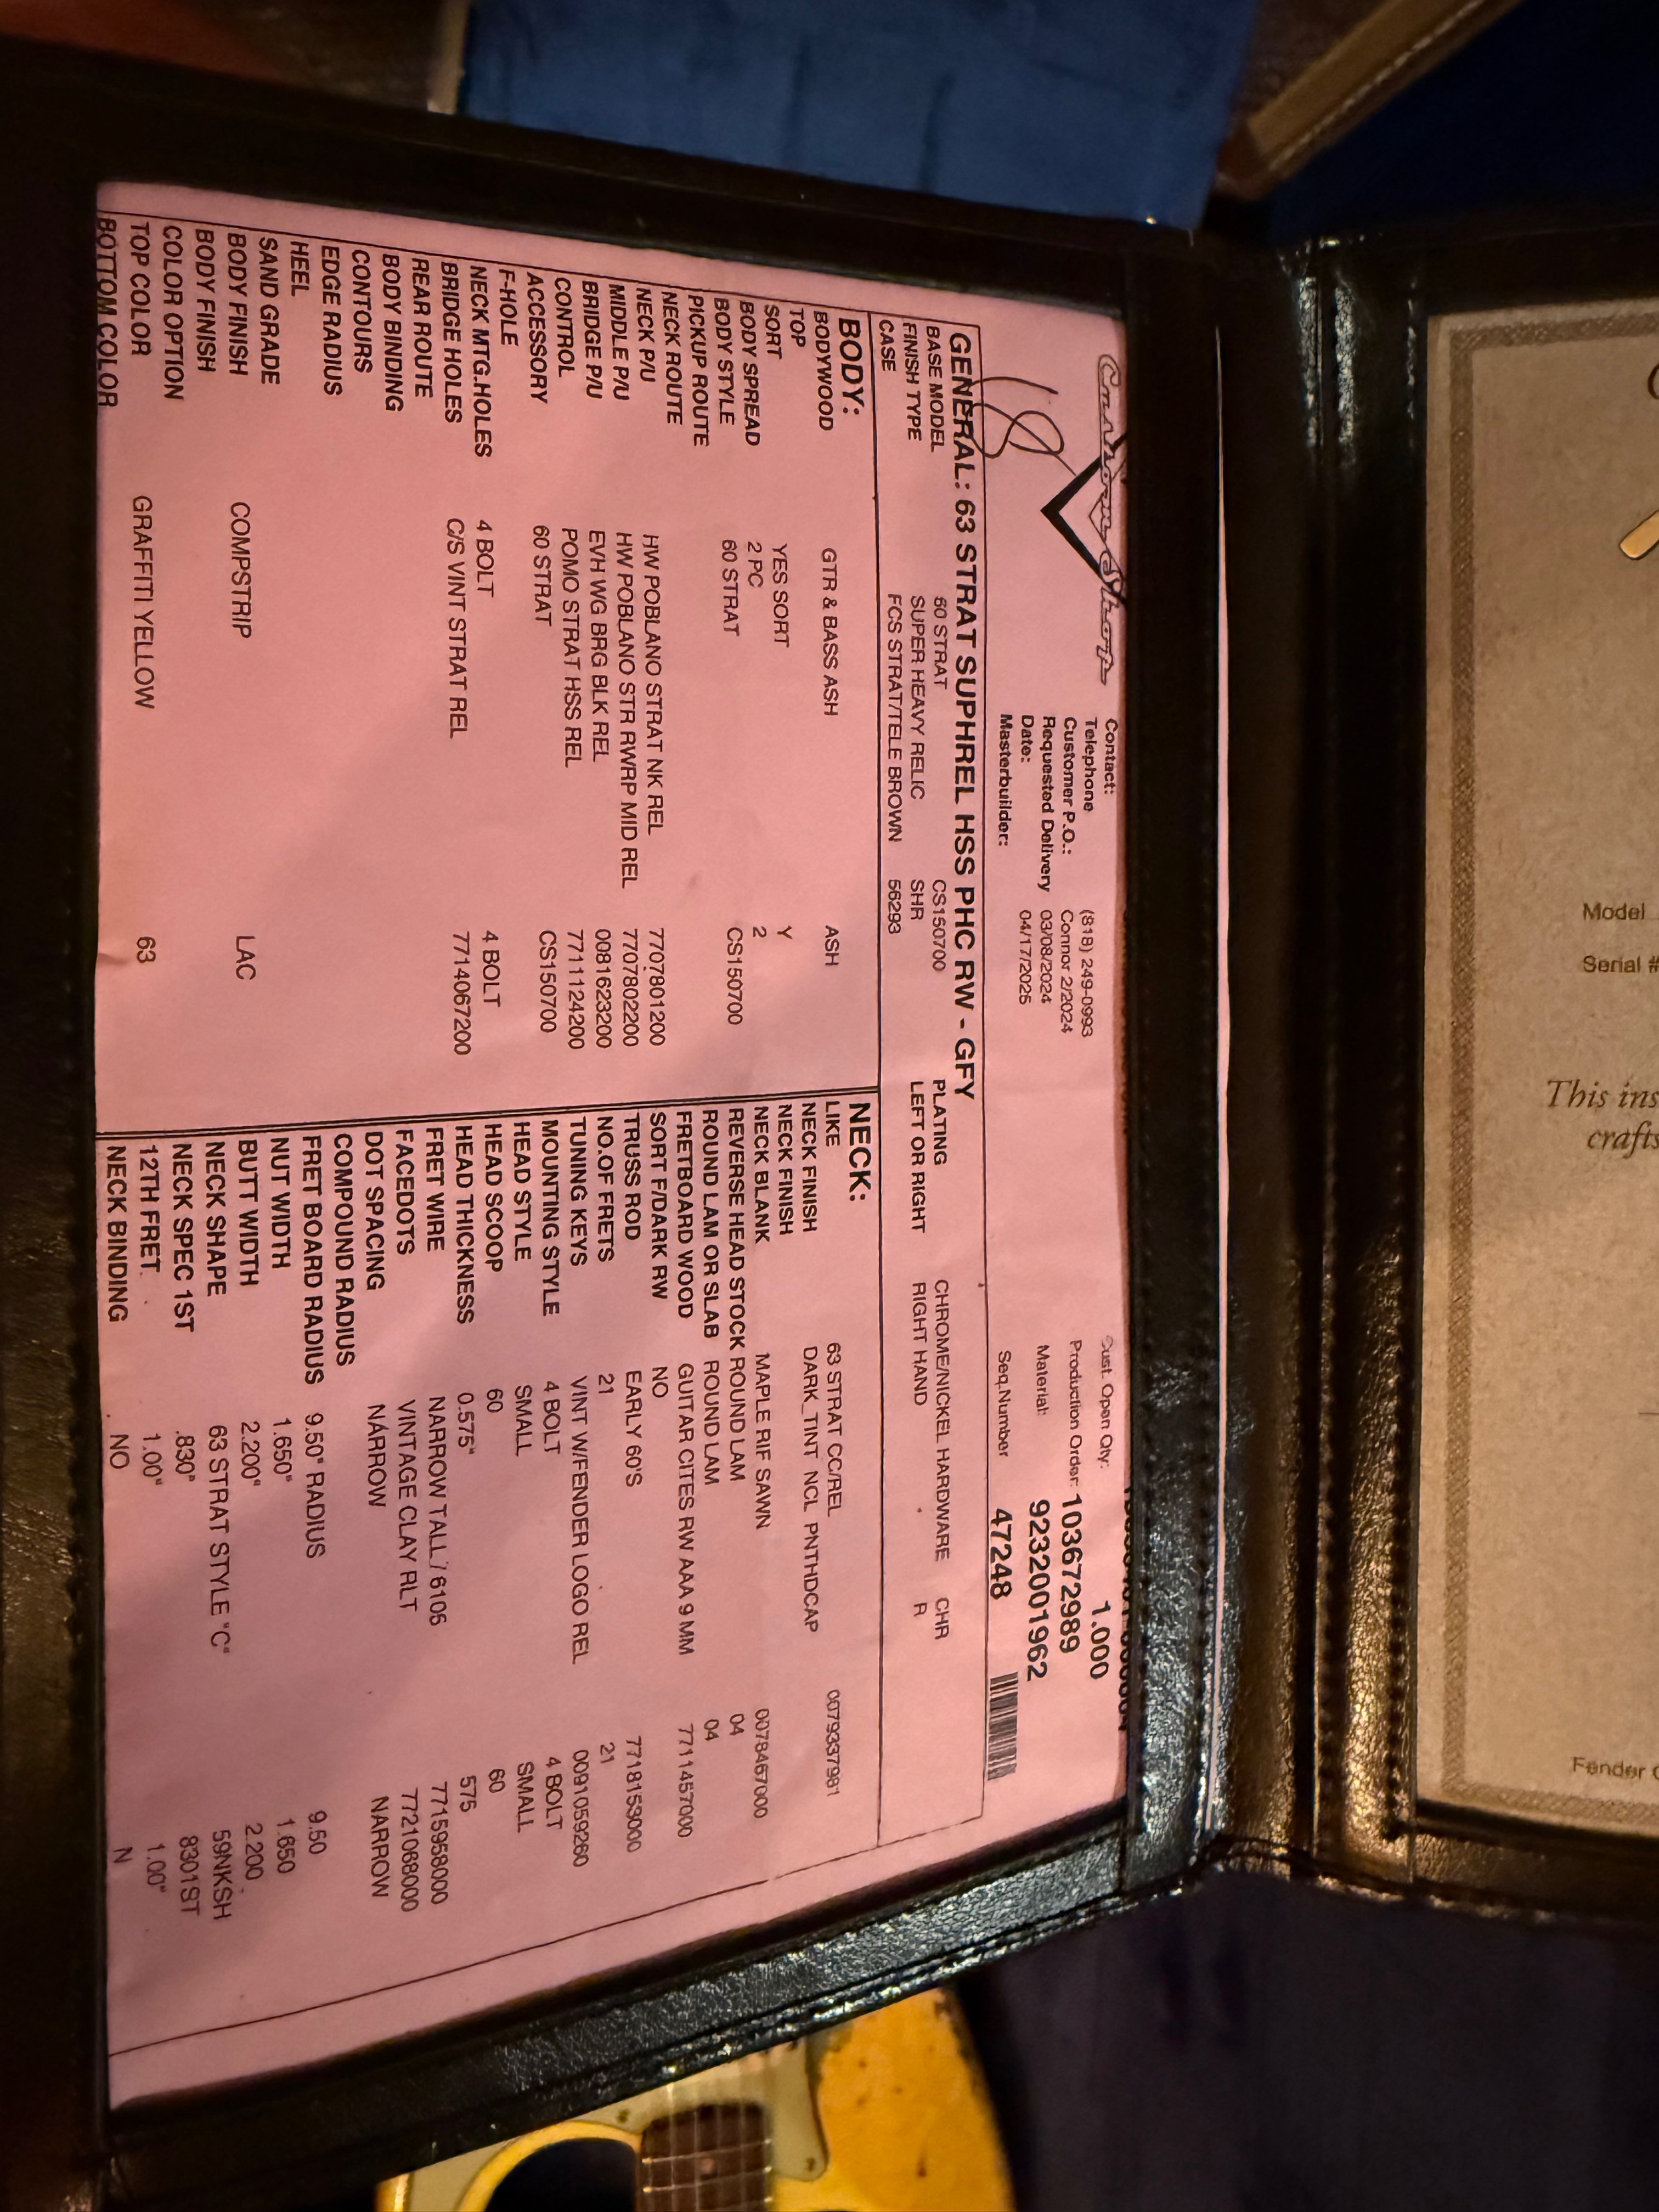 Custom Shop
Contact:
Telephone (818) 249-0993
Customer P.O.: Connor 2/2024
Requested Delivery 03/08/2024
Date: 04/17/2025
Masterbuilder:
Cust. Open Qty: 1.000
Production Order: 103672989
Material: 9232001962
Seq.Number 47248
GENERAL: 63 STRAT SUPHREL HSS PHC RW - GFY
BASE MODEL 60 STRAT CS150700 PLATING CHROME/NICKEL HARDWARE CHR
FINISH TYPE SUPER HEAVY RELIC SHR LEFT OR RIGHT RIGHT HAND R
CASE FCS STRAT/TELE BROWN 56293
BODY:
BODYWOOD GTR & BASS ASH ASH
TOP
SORT YES SORT Y
BODY SPREAD 2 PC 2
BODY STYLE 60 STRAT CS150700
PICKUP ROUTE
NECK ROUTE
NECK P/U HW POBLANO STRAT NK REL 7707801200
MIDDLE P/U HW POBLANO STR RVRP MID REL 7707802200
BRIDGE P/U EVH WG BRG BLK REL 0081623200
CONTROL POMO STRAT HSS REL 7711124200
ACCESSORY 60 STRAT CS150700
F-HOLE
NECK MTG.HOLES 4 BOLT 4 BOLT
BRIDGE HOLES C/S VINT STRAT REL 7714067200
REAR ROUTE
BODY BINDING
CONTOURS
EDGE RADIUS
HEEL
SAND GRADE
BODY FINISH COMPSTRIP LAC
BODY FINISH
COLOR OPTION
TOP COLOR GRAFFITI YELLOW 63
BOTTOM COLOR
NECK:
LIKE 63 STRAT CC/REL 0079337981
NECK FINISH DARK_TINT NCL PNTHDCAP
NECK FINISH
NECK BLANK MAPLE RIF SAWN 0078467000
REVERSE HEAD STOCK ROUND LAM 04
ROUND LAM OR SLAB ROUND LAM 04
FRETBOARD WOOD GUITAR CITES RW AAA 9 MM 7711457000
SORT F/DARK RW NO
TRUSS ROD EARLY 60'S 7718153000
NO.OF FRETS 21 21
TUNING KEYS VINT W/FENDER LOGO REL 0091059260
MOUNTING STYLE 4 BOLT 4 BOLT
HEAD STYLE SMALL SMALL
HEAD SCOOP 60 60
HEAD THICKNESS 0.575" 575
FRET WIRE NARROW TALL / 6105 7715958000
FACEDOTS VINTAGE CLAY RLT 7721068000
DOT SPACING NARROW NARROW
COMPOUND RADIUS
FRET BOARD RADIUS 9.50" RADIUS 9.50
NUT WIDTH 1.650" 1.650
BUTT WIDTH 2.200" 2.200
NECK SHAPE 63 STRAT STYLE "C" 59NKSH
NECK SPEC 1ST .830" 8301ST
12TH FRET 1.00" 1.00"
NECK BINDING NO N
Model
Serial #
This ins
crafts
Fender